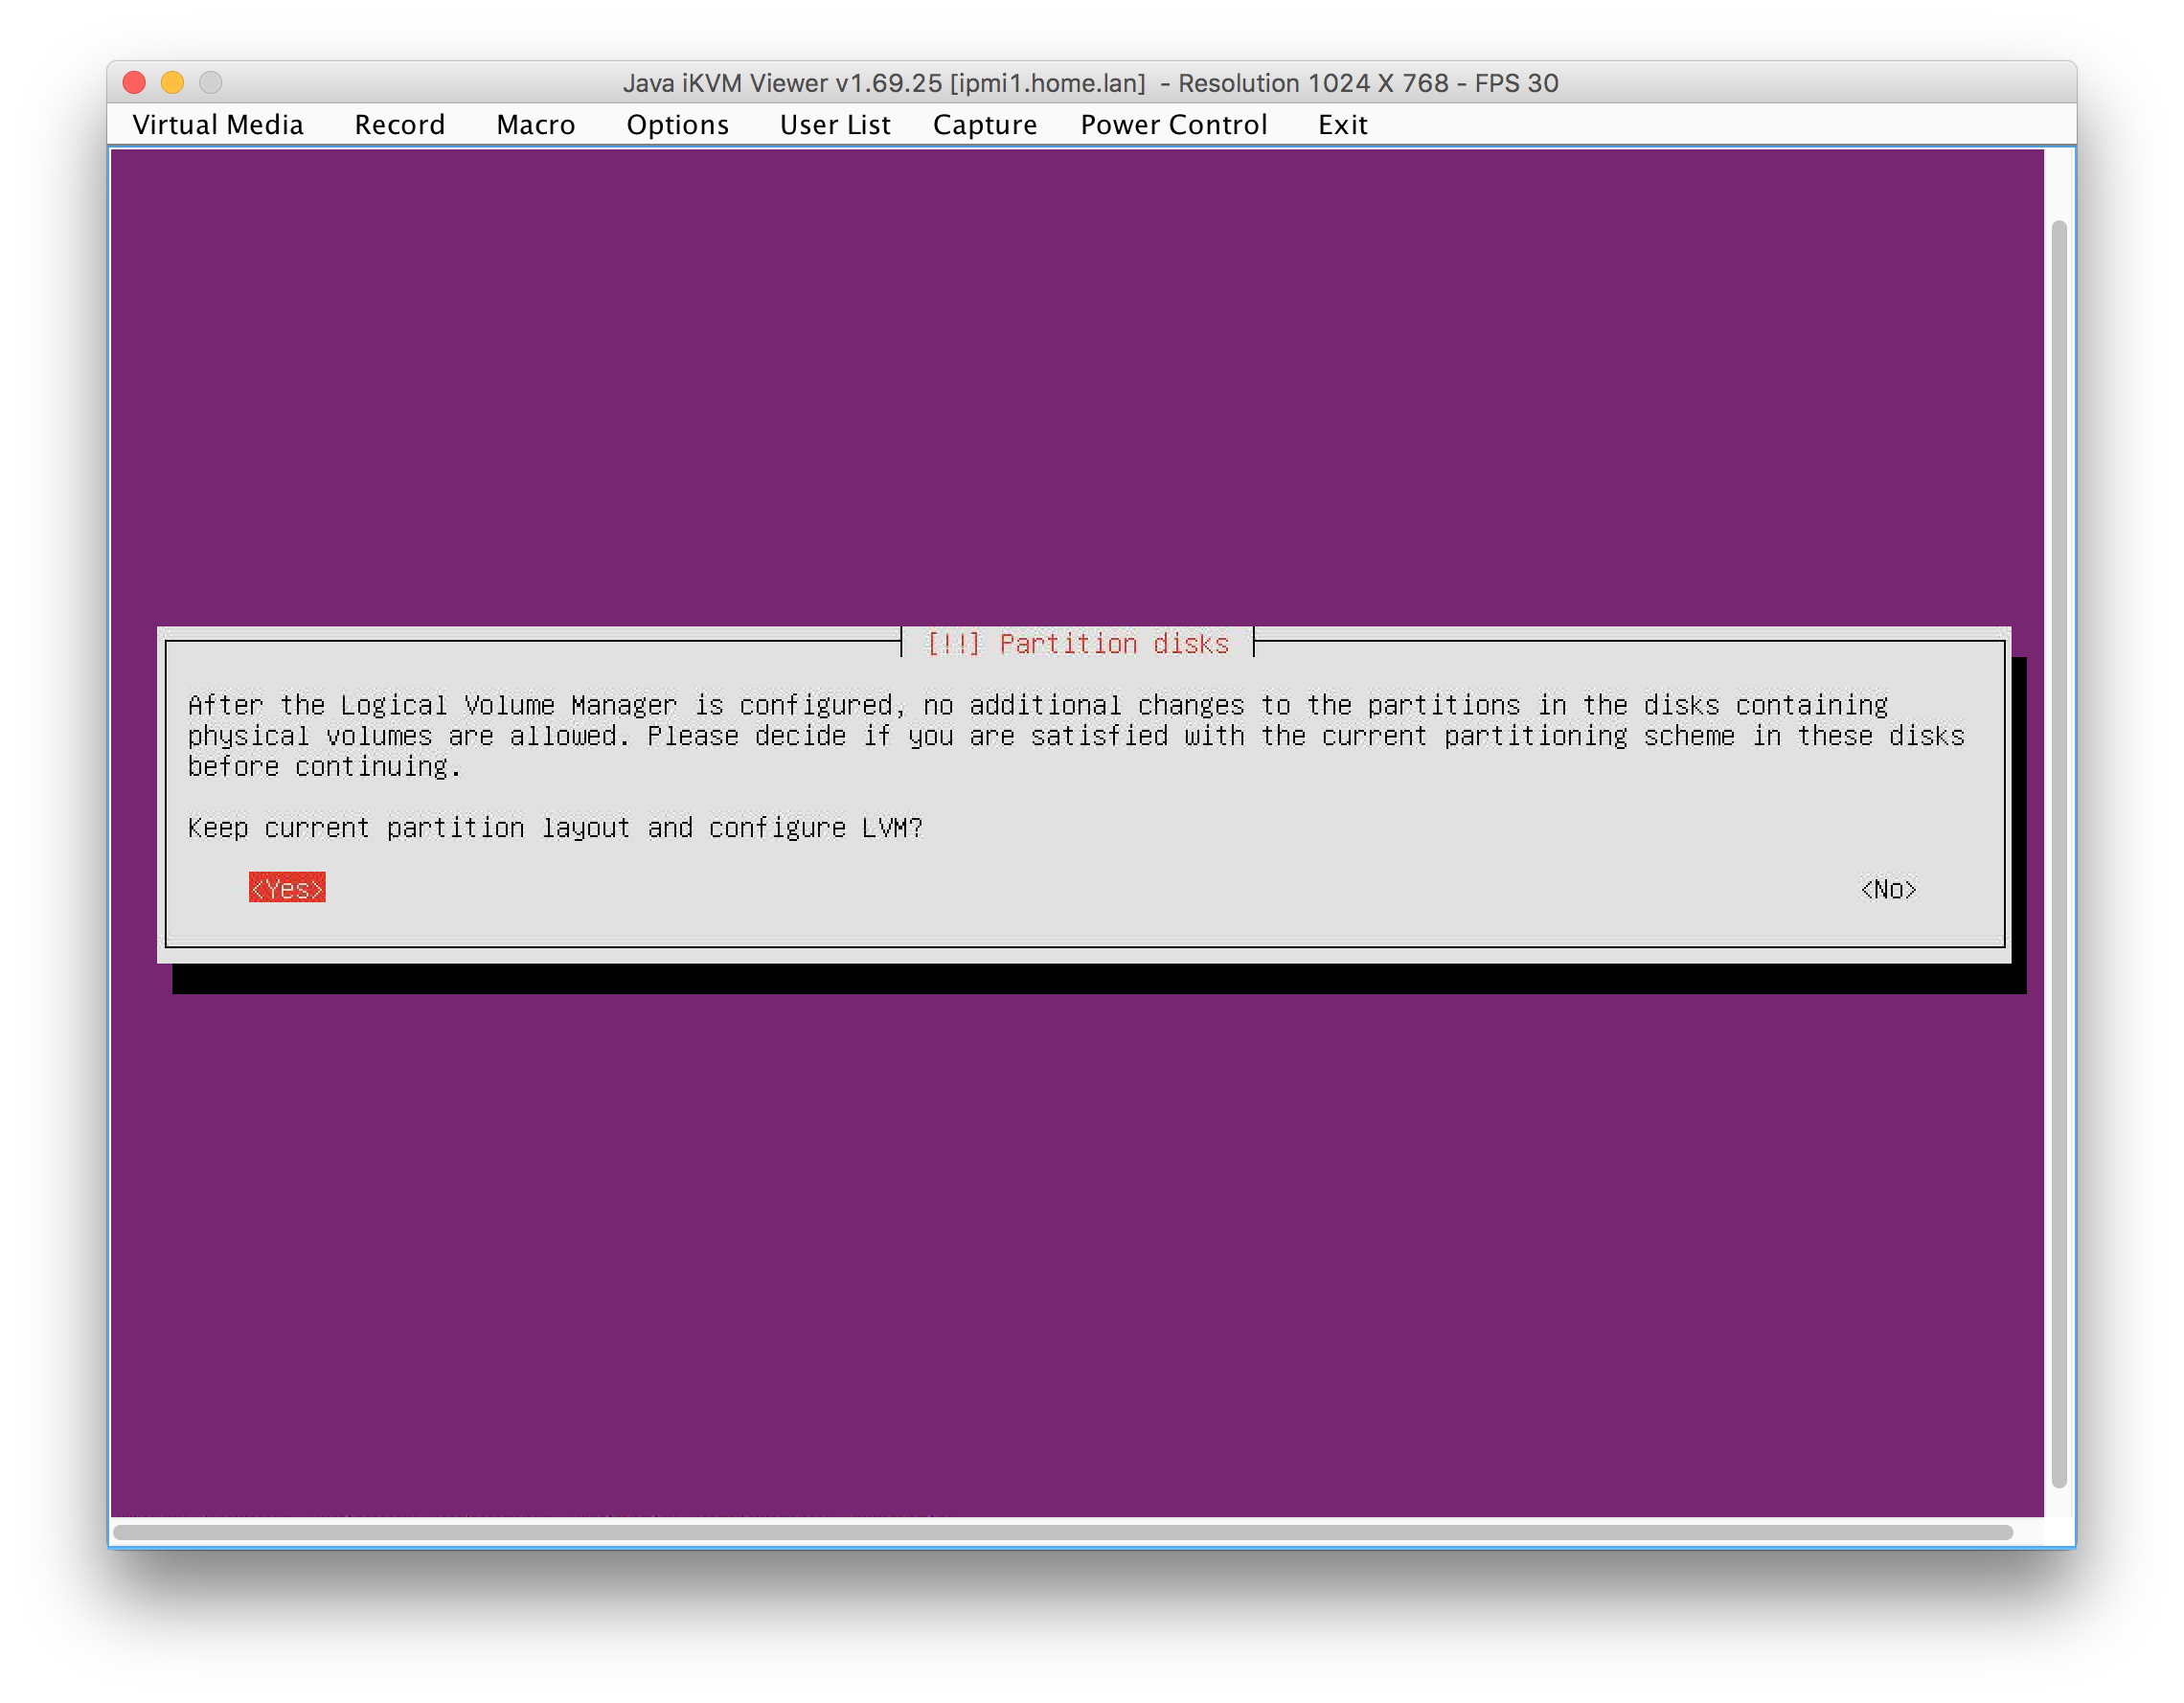 Java iKVM Viewer v1.69.25 [ipmi1.home.lan] - Resolution 1024 X 768 - FPS 30
Virtual Media Record Macro Options User List Capture Power Control Exit
[!!] Partition disks
After the Logical Volume Manager is configured, no additional changes to the partitions in the disks containing
physical volumes are allowed. Please decide if you are satisfied with the current partitioning scheme in these disks
before continuing.
Keep current partition layout and configure LVM?
<Yes> <No>